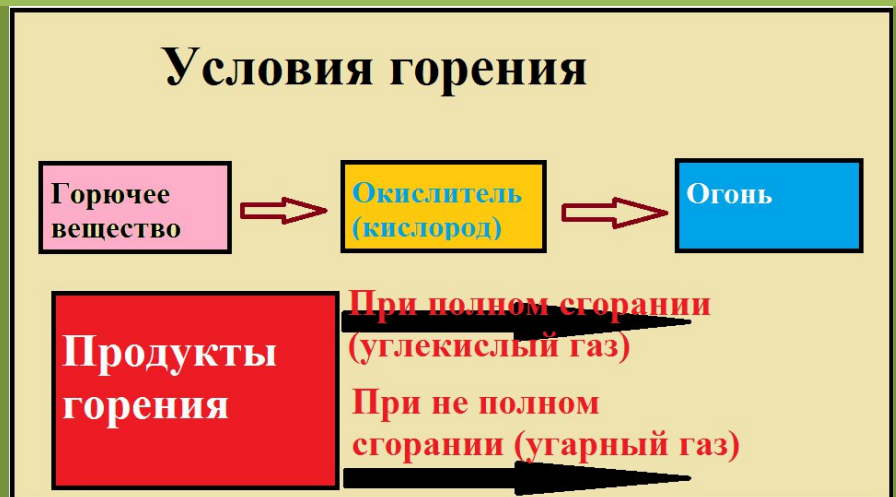 Условия горения
Горючее
вещество
Окислитель
(кислород)
Огонь
Продукты
горения
При полном сгорании
(углекислый газ)
При не полном
сгорании (угарный газ)